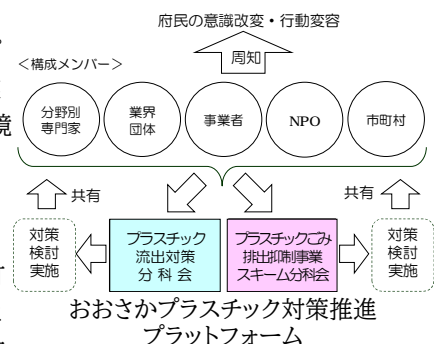 府民の意識改変・行動変容
周知
＜構成メンバー＞
分野別
専門家
業界
団体
事業者
NPO
市町村
境
共有
共有
対策
検討
実施
プラスチック
流出対策
分科会
プラスチックごみ
排出抑制事業
スキーム分科会
対策
検討
実施
おおさかプラスチック対策推進
プラットフォーム